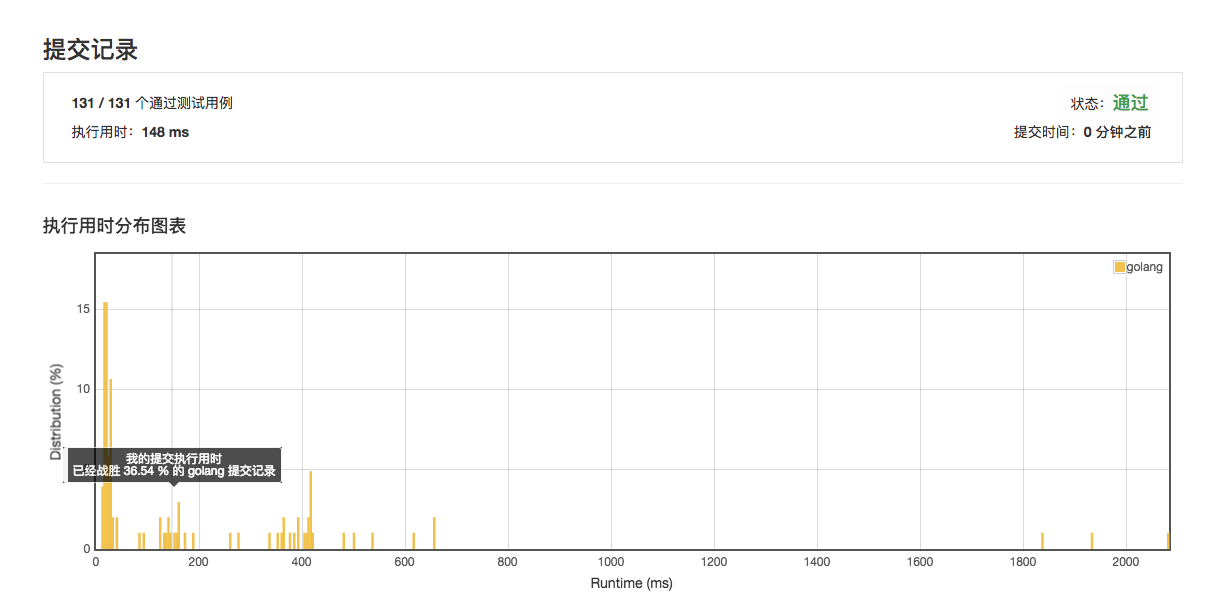 提交记录
131 / 131 个通过测试用例
状态：通过
执行用时：148 ms
提交时间：0 分钟之前
执行用时分布图表
golang
15
10
0
Distribution (%)
我的提交执行用时
已经战胜 36.54 % 的 golang 提交记录
0 200 400 600 800 1000 1200 1400 1600 1800 2000
Runtime (ms)